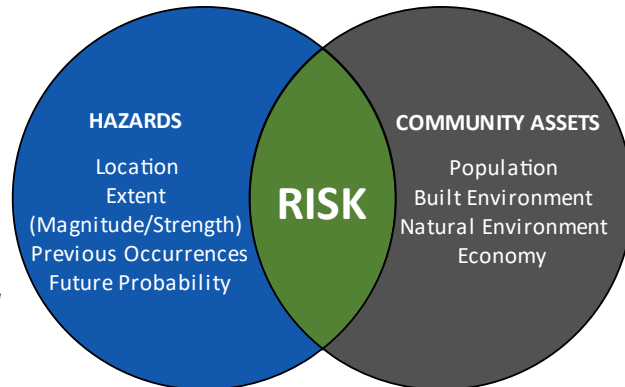 HAZARDS
Location
Extent
(Magnitude/Strength)
Previous Occurrences
Future Probability
RISK
COMMUNITY ASSETS
Population
Built Environment
Natural Environment
Economy